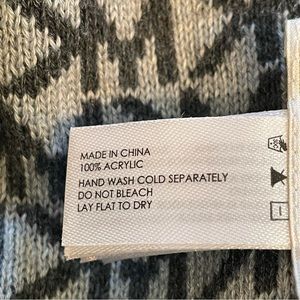 MADE IN CHINA
100% ACRYLIC
HAND WASH COLD SEPARATELY
DO NOT BLEACH
LAY FLAT TO DRY